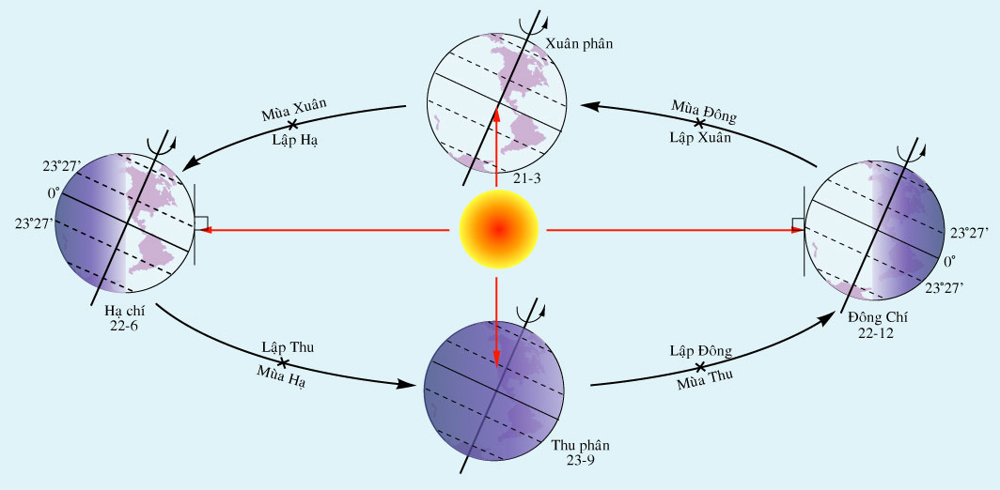 Xuân phân
21-3
Mùa Xuân
Lập Hạ
Mùa Đông
Lập Xuân
23°27'
0°
23°27'
Hạ chí
22-6
23°27'
0°
23°27'
Đông Chí
22-12
Lập Thu
Mùa Hạ
Lập Đông
Mùa Thu
Thu phân
23-9